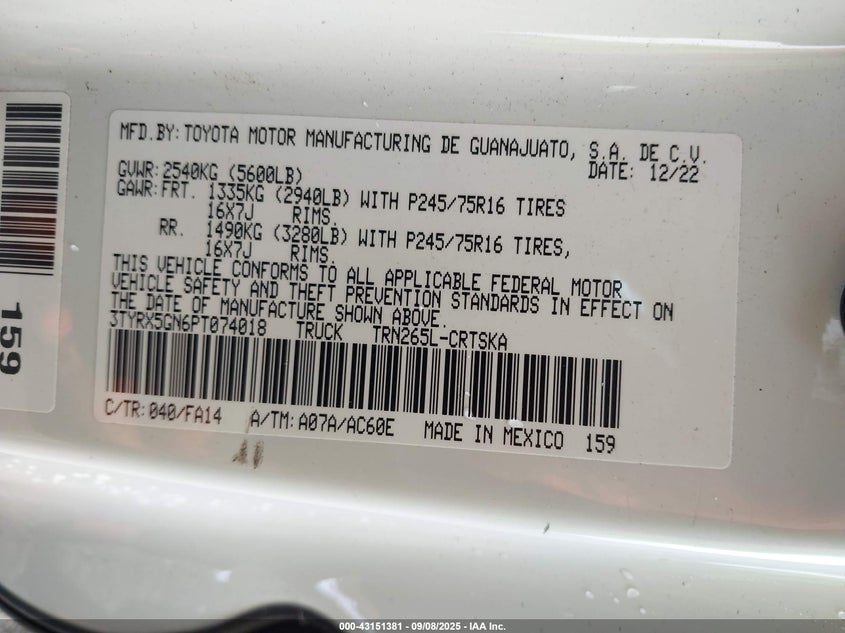 MFD.BY: TOYOTA MOTOR MANUFACTURING DE GUANAJUATO, S.A. DE C.V.
GVWR: 2540KG (5600LB) DATE: 12/22
GAWR: FRT. 1335KG (2940LB) WITH P245/75R16 TIRES
16X7J RIMS.
RR. 1490KG (3280LB) WITH P245/75R16 TIRES,
16X7J RIMS.
THIS VEHICLE CONFORMS TO ALL APPLICABLE FEDERAL MOTOR
VEHICLE SAFETY AND THEFT PREVENTION STANDARDS IN EFFECT ON
THE DATE OF MANUFACTURE SHOWN ABOVE.
3TYRX5GN6PT074018 TRUCK TRN265L-CRTSKA
C/TR: 040/FA14 A/TM: A07A/AC60E MADE IN MEXICO 159
159
000-43151381 - 09/08/2025 - IAA Inc.